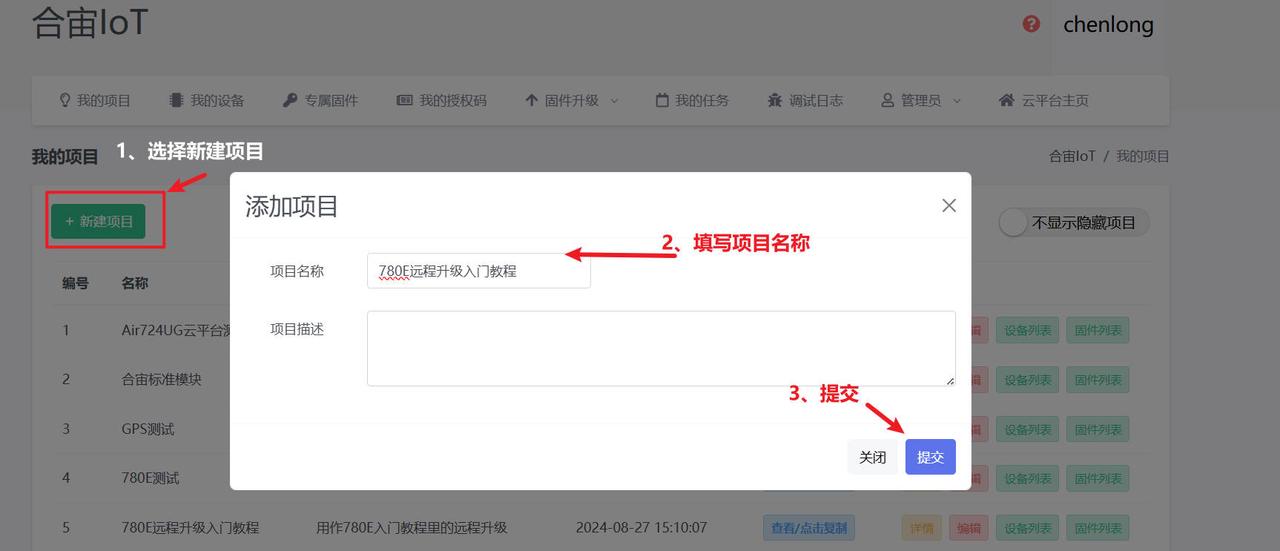 合宙IoT
chenlong
我的项目 我的设备 专属固件 我的授权码 固件升级 我的任务 调试日志 管理员 云平台主页
我的项目 1、选择新建项目 合宙IoT / 我的项目
+ 新建项目 添加项目 不显示隐藏项目
2、填写项目名称
项目名称 780E远程升级入门教程
编号 名称
项目描述
1 Air724UG云平台 辑 设备列表 固件列表
2 合宙标准模块 辑 设备列表 固件列表
3、提交
3 GPS测试 辑 设备列表 固件列表
关闭 提交
4 780E测试 辑 设备列表 固件列表
5 780E远程升级入门教程 用作780E入门教程里的远程升级 2024-08-27 15:10:07 查看/点击复制 详情 编辑 设备列表 固件列表